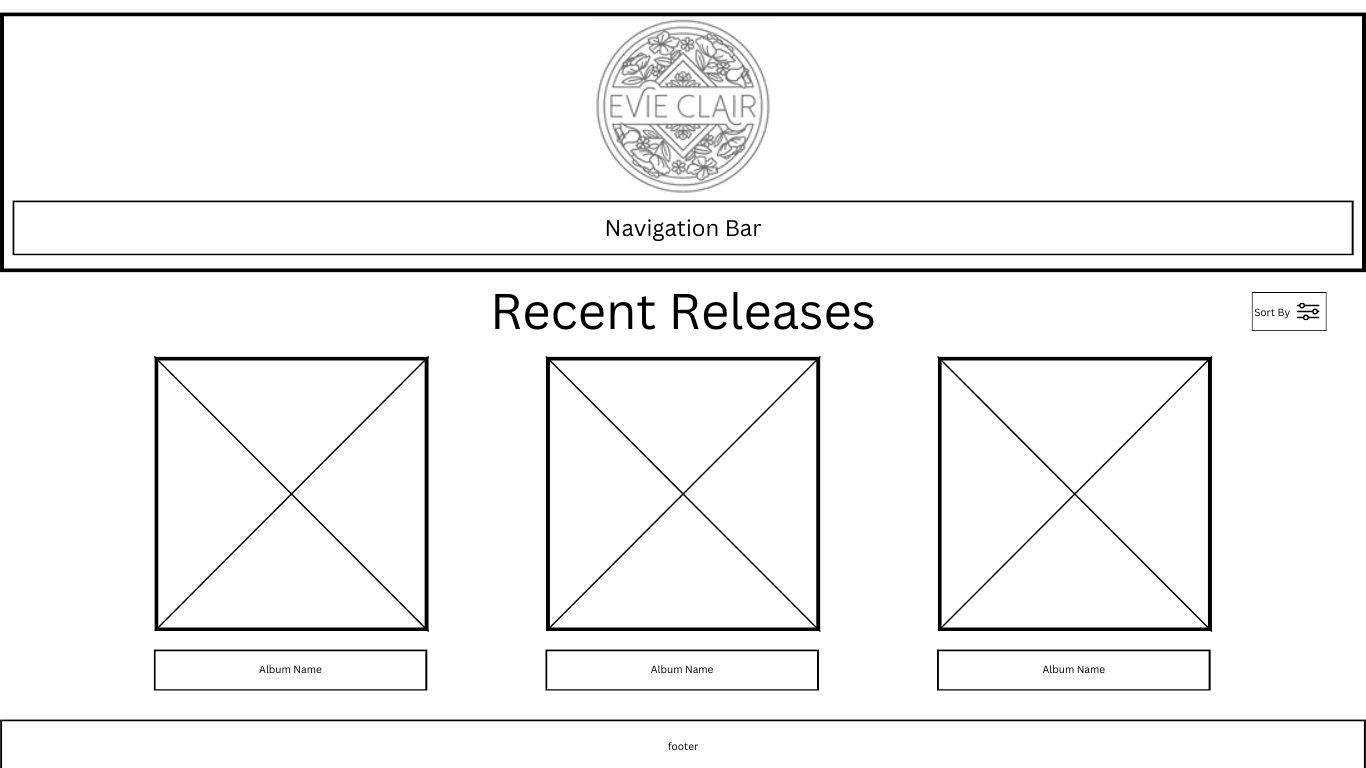 EVIE CLAIR
Navigation Bar
Recent Releases
Sort By
Album Name
Album Name
Album Name
footer